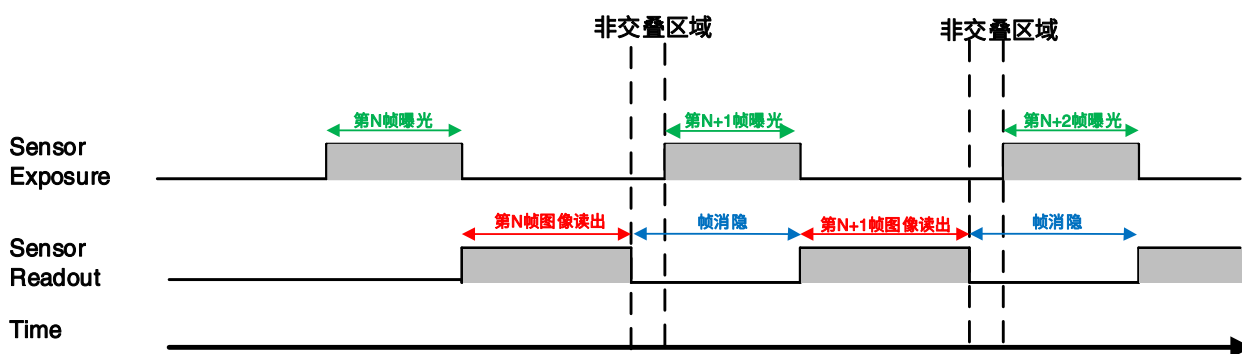 非交叠区域 非交叠区域
第N帧曝光 第N+1帧曝光 第N+2帧曝光
Sensor
Exposure
第N帧图像读出 帧消隐 第N+1帧图像读出 帧消隐
Sensor
Readout
Time